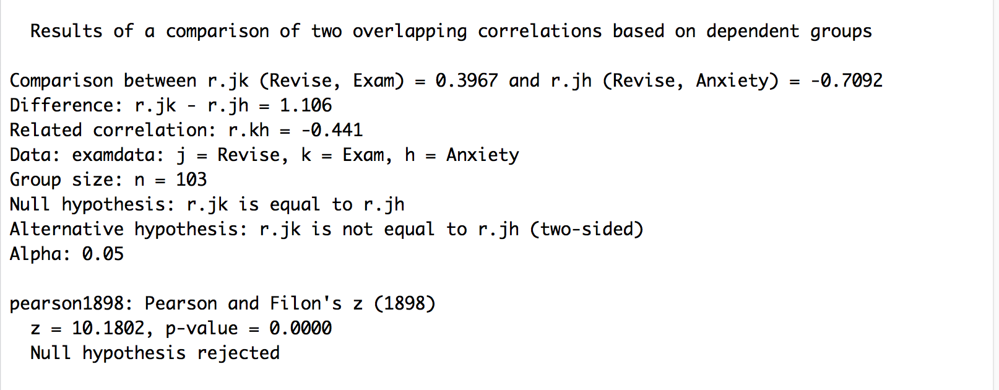 Results of a comparison of two overlapping correlations based on dependent groups
Comparison between r.jk (Revise, Exam) = 0.3967 and r.jh (Revise, Anxiety) = -0.7092
Difference: r.jk - r.jh = 1.106
Related correlation: r.kh = -0.441
Data: examdata: j = Revise, k = Exam, h = Anxiety
Group size: n = 103
Null hypothesis: r.jk is equal to r.jh
Alternative hypothesis: r.jk is not equal to r.jh (two-sided)
Alpha: 0.05
pearson1898: Pearson and Filon's z (1898)
z = 10.1802, p-value = 0.0000
Null hypothesis rejected